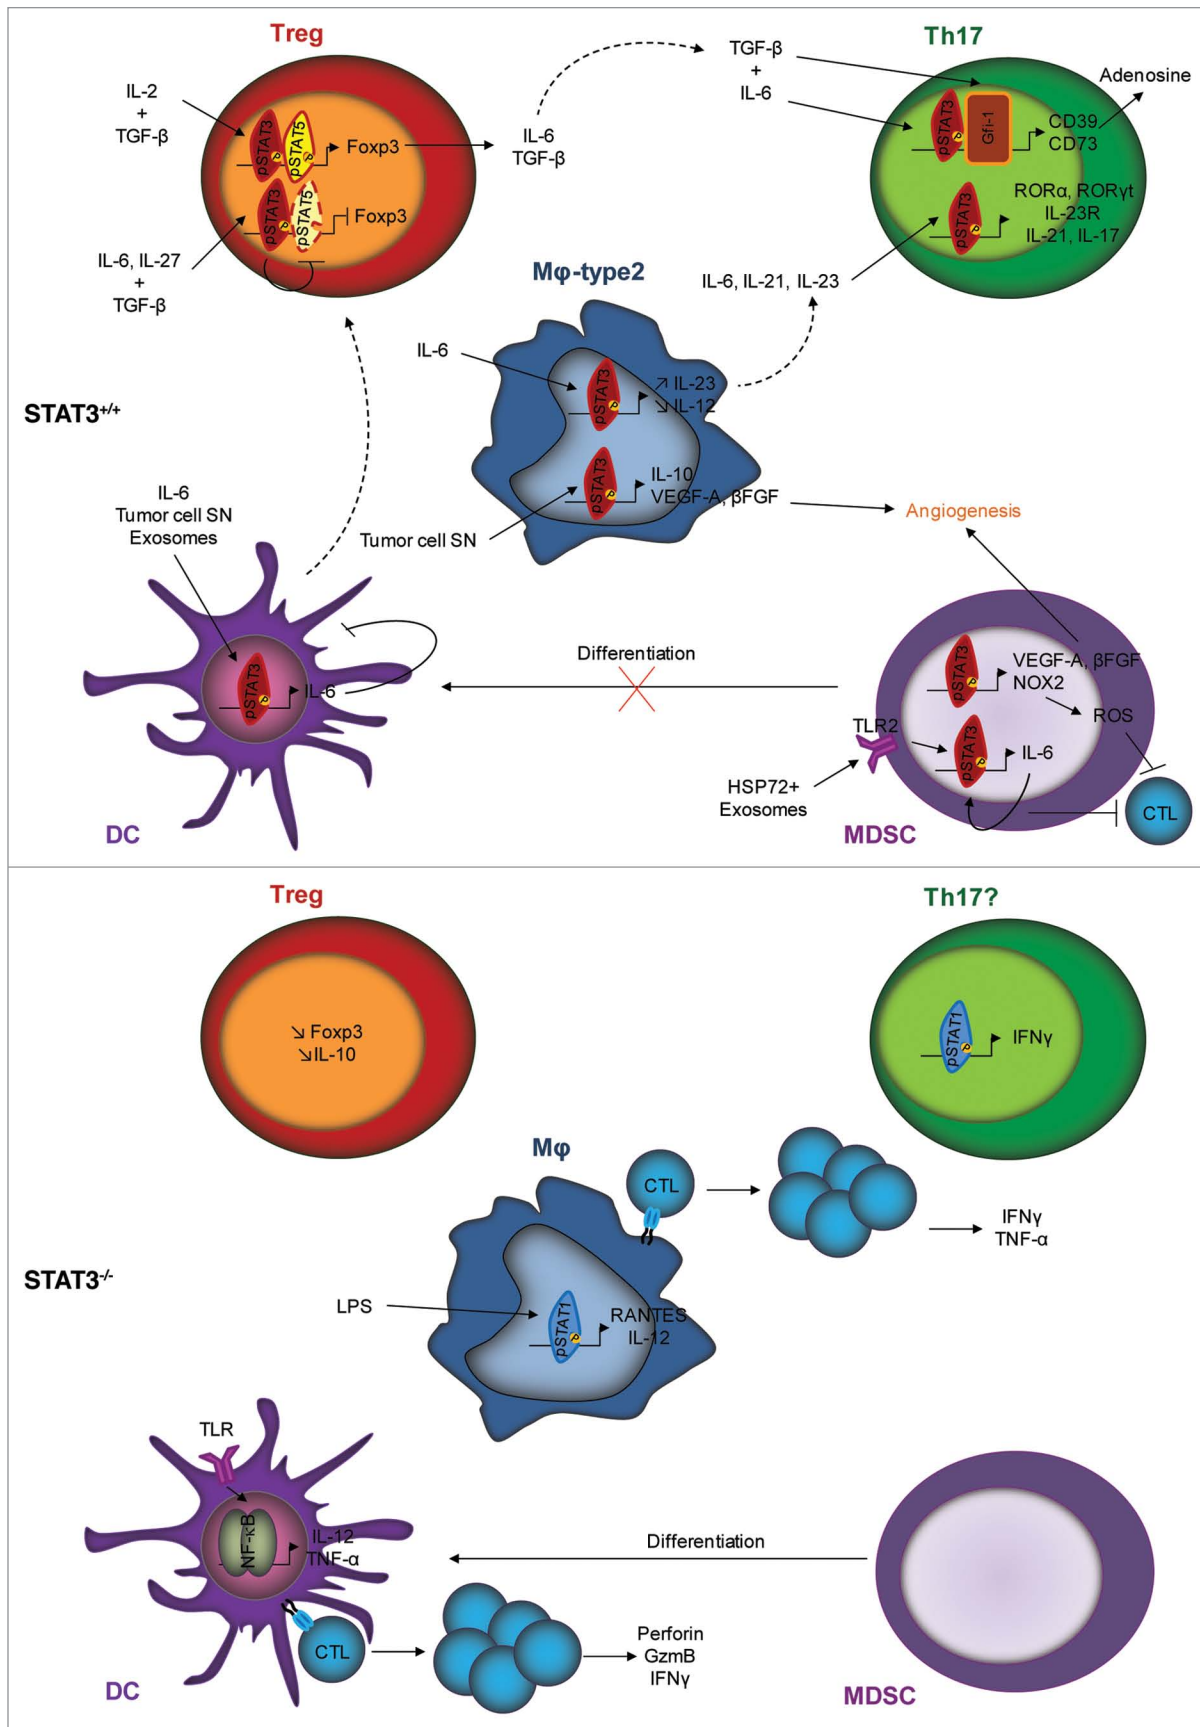 Treg
IL-2
+
TGF-β
pSTAT3
P
pSTAT5
P
Foxp3
pSTAT3
P
pSTAT5
Foxp3
IL-6, IL-27
+
TGF-β
IL-6
TGF-β
TGF-β
+
IL-6
Th17
Adenosine
pSTAT3
P
Gfi-1
CD39
CD73
pSTAT3
P
RORα, RORγt
IL-23R
IL-21, IL-17
IL-6, IL-21, IL-23
Mφ-type2
IL-6
pSTAT3
P
↗ IL-23
↘ IL-12
pSTAT3
P
IL-10
VEGF-A, βFGF
Tumor cell SN
Angiogenesis
STAT3+/+
IL-6
Tumor cell SN
Exosomes
pSTAT3
P
IL-6
DC
Differentiation
pSTAT3
P
VEGF-A, βFGF
NOX2
ROS
TLR2
pSTAT3
P
IL-6
HSP72+
Exosomes
CTL
MDSC
Treg
↘ Foxp3
↘IL-10
Th17?
pSTAT1
P
IFNγ
Mφ
CTL
IFNγ
TNF-α
STAT3-/-
LPS
pSTAT1
P
RANTES
IL-12
TLR
NF-κB
IL-12
TNF-α
Differentiation
CTL
Perforin
GzmB
IFNγ
DC
MDSC